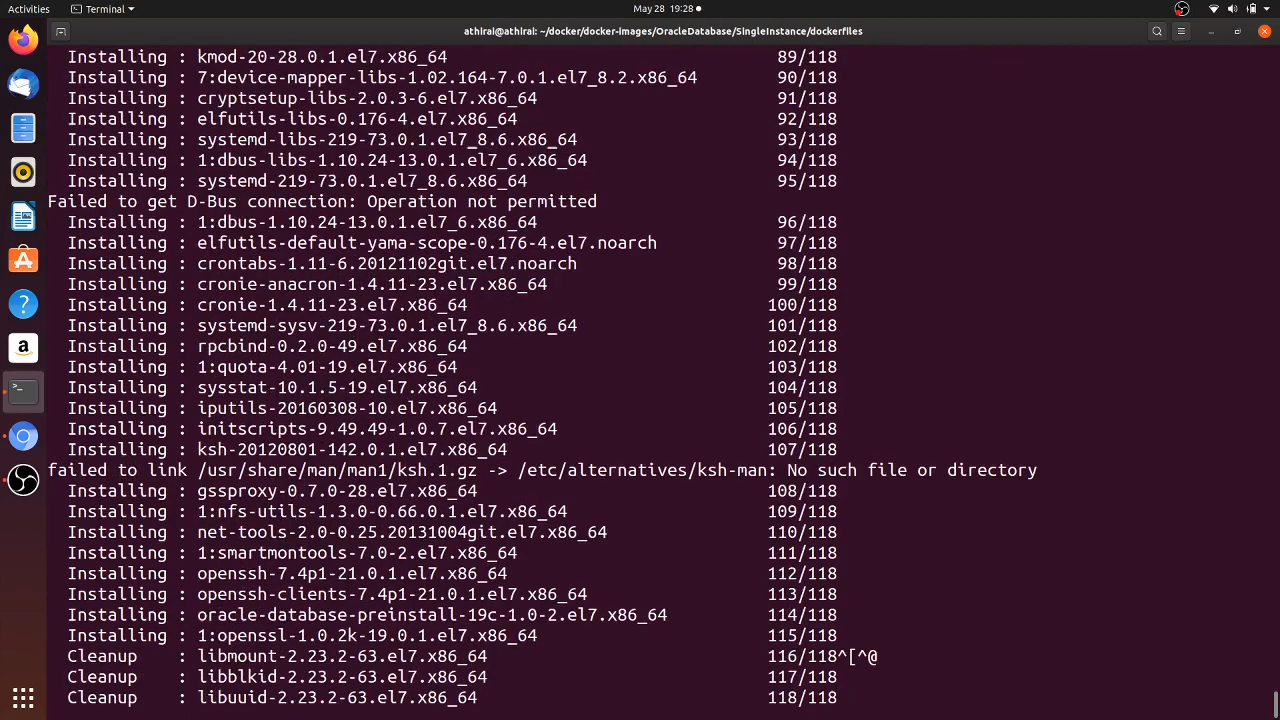 Activities Terminal May 28 19:28
athirai@athirai: ~/docker/docker-images/OracleDatabase/SingleInstance/dockerfiles
Installing : kmod-20-28.0.1.el7.x86_64 89/118
Installing : 7:device-mapper-libs-1.02.164-7.0.1.el7_8.2.x86_64 90/118
Installing : cryptsetup-libs-2.0.3-6.el7.x86_64 91/118
Installing : elfutils-libs-0.176-4.el7.x86_64 92/118
Installing : systemd-libs-219-73.0.1.el7_8.6.x86_64 93/118
Installing : 1:dbus-libs-1.10.24-13.0.1.el7_6.x86_64 94/118
Installing : systemd-219-73.0.1.el7_8.6.x86_64 95/118
Failed to get D-Bus connection: Operation not permitted
Installing : 1:dbus-1.10.24-13.0.1.el7_6.x86_64 96/118
Installing : elfutils-default-yama-scope-0.176-4.el7.noarch 97/118
Installing : crontabs-1.11-6.20121102git.el7.noarch 98/118
Installing : cronie-anacron-1.4.11-23.el7.x86_64 99/118
Installing : cronie-1.4.11-23.el7.x86_64 100/118
Installing : systemd-sysv-219-73.0.1.el7_8.6.x86_64 101/118
Installing : rpcbind-0.2.0-49.el7.x86_64 102/118
Installing : 1:quota-4.01-19.el7.x86_64 103/118
Installing : sysstat-10.1.5-19.el7.x86_64 104/118
Installing : iputils-20160308-10.el7.x86_64 105/118
Installing : initscripts-9.49.49-1.0.7.el7.x86_64 106/118
Installing : ksh-20120801-142.0.1.el7.x86_64 107/118
failed to link /usr/share/man/man1/ksh.1.gz -> /etc/alternatives/ksh-man: No such file or directory
Installing : gssproxy-0.7.0-28.el7.x86_64 108/118
Installing : 1:nfs-utils-1.3.0-0.66.0.1.el7.x86_64 109/118
Installing : net-tools-2.0-0.25.20131004git.el7.x86_64 110/118
Installing : 1:smartmontools-7.0-2.el7.x86_64 111/118
Installing : openssh-7.4p1-21.0.1.el7.x86_64 112/118
Installing : openssh-clients-7.4p1-21.0.1.el7.x86_64 113/118
Installing : oracle-database-preinstall-19c-1.0-2.el7.x86_64 114/118
Installing : 1:openssl-1.0.2k-19.0.1.el7.x86_64 115/118
Cleanup : libmount-2.23.2-63.el7.x86_64 116/118^[^@
Cleanup : libblkid-2.23.2-63.el7.x86_64 117/118
Cleanup : libuuid-2.23.2-63.el7.x86_64 118/118